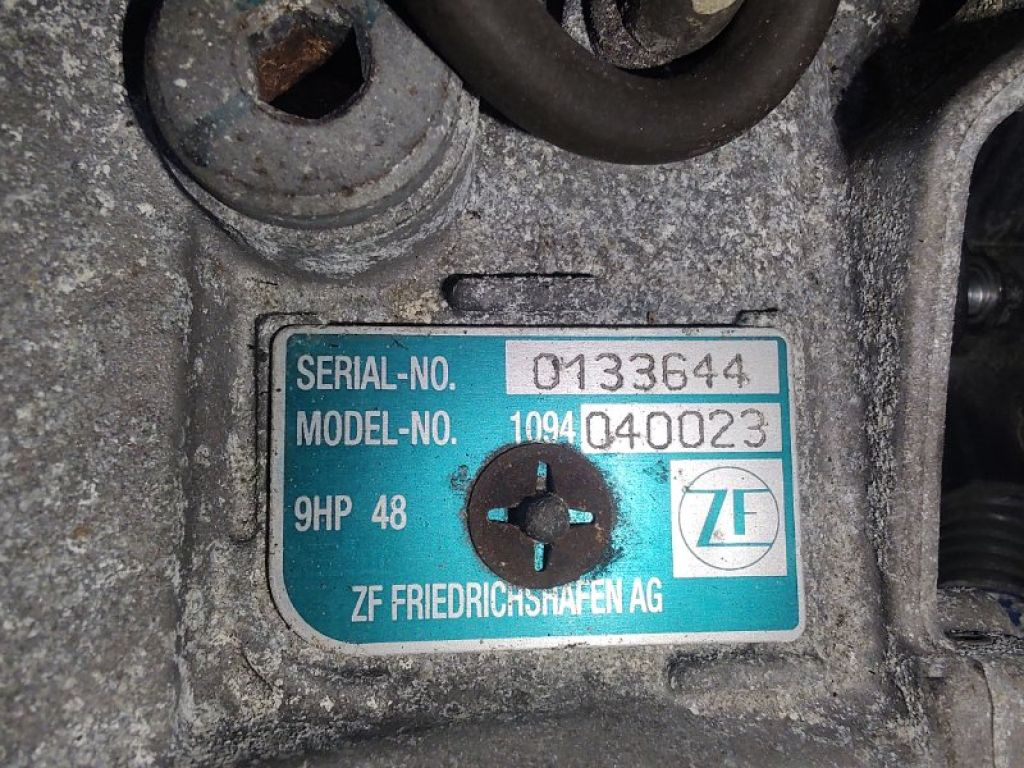 SERIAL-NO. 0133644
MODEL-NO. 1094 040023
9HP 48
ZF
ZF FRIEDRICHSHAFEN AG